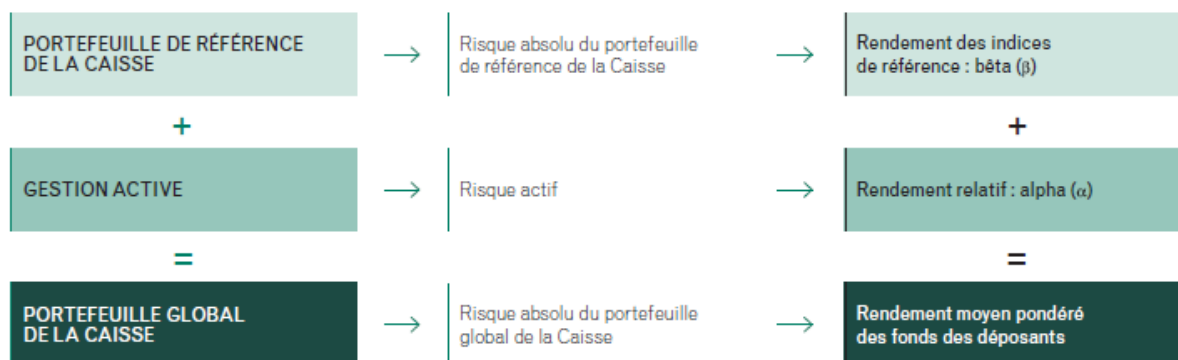 PORTEFEUILLE DE RÉFÉRENCE
DE LA CAISSE
→
Risque absolu du portefeuille
de référence de la Caisse
→
Rendement des indices
de référence : bêta (β)
+
+
GESTION ACTIVE
→
Risque actif
→
Rendement relatif : alpha (α)
=
=
PORTEFEUILLE GLOBAL
DE LA CAISSE
→
Risque absolu du portefeuille
global de la Caisse
→
Rendement moyen pondéré
des fonds des déposants